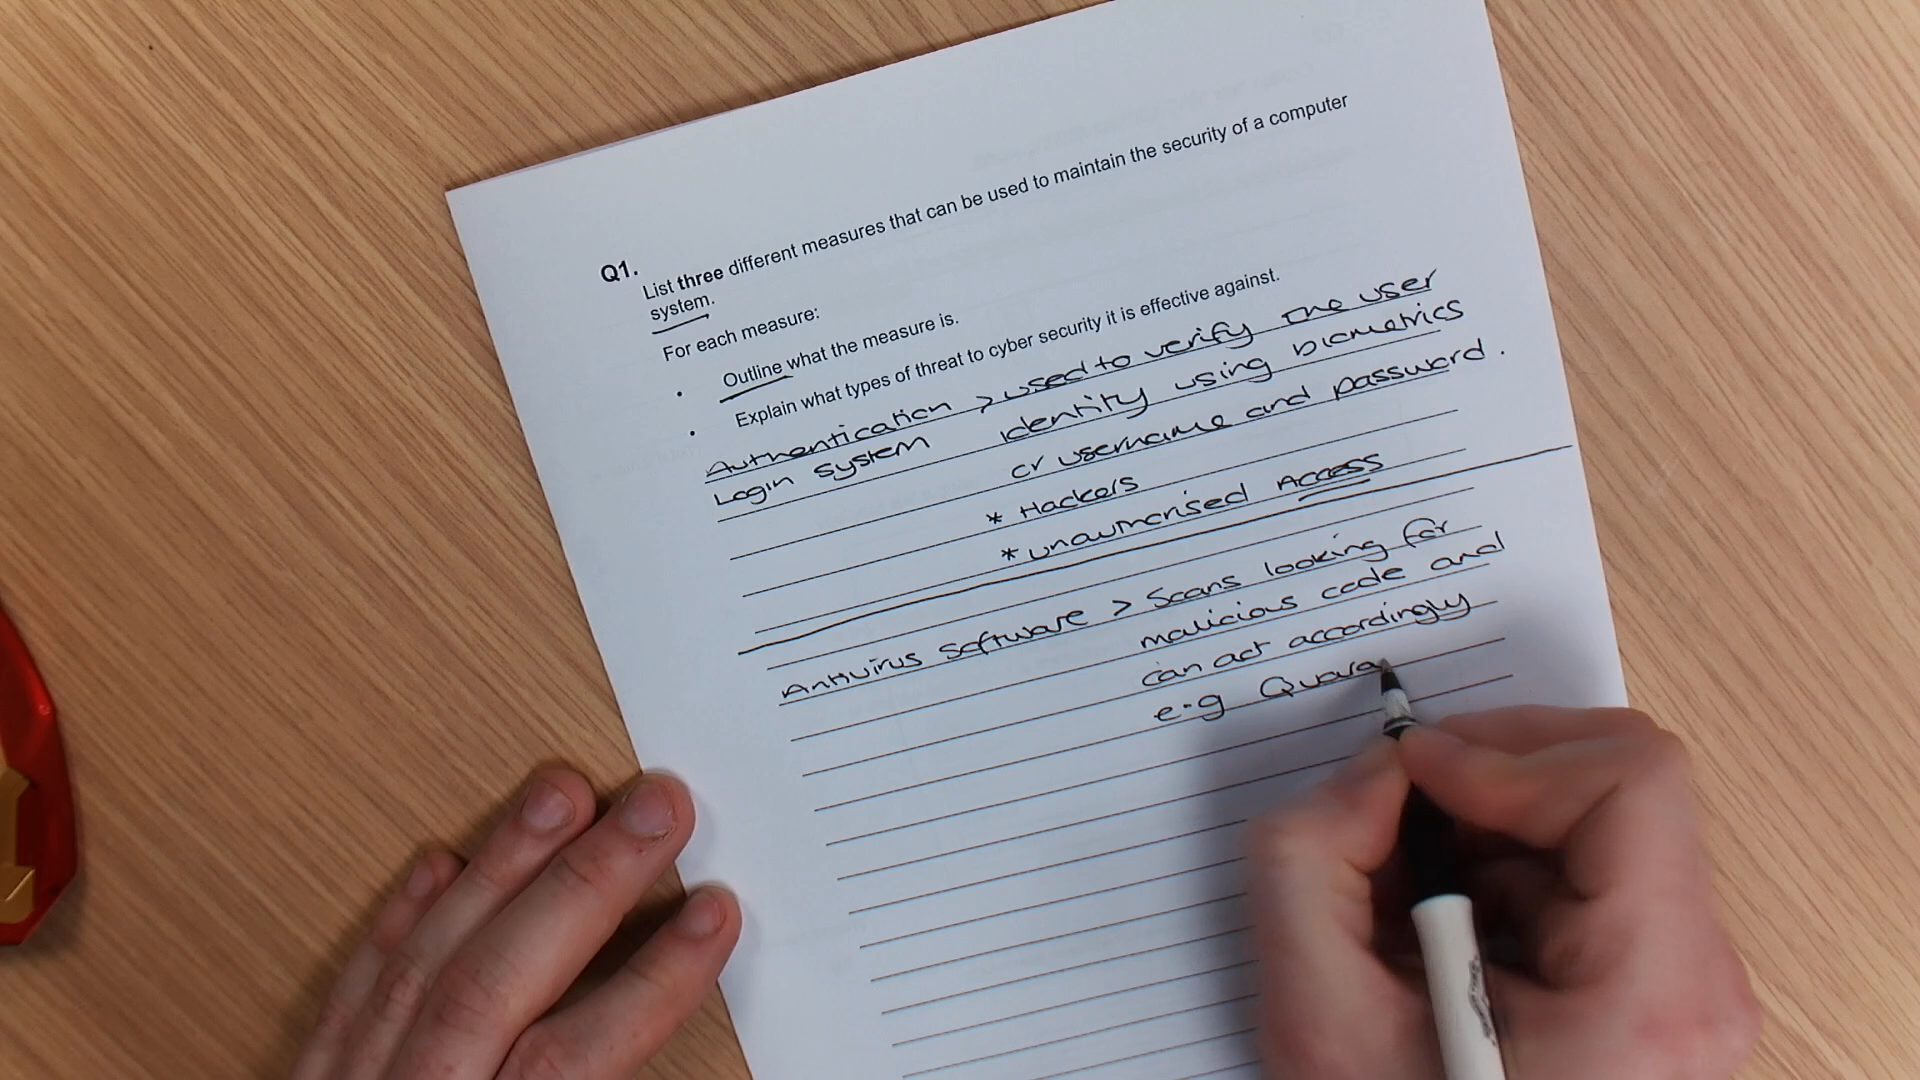 Q1.
List three different measures that can be used to maintain the security of a computer
system.
For each measure:
• Outline what the measure is.
• Explain what types of threat to cyber security it is effective against.
Authentication > used to verify the user
Login system identity using biometrics
or username and password.
* Hackers
* unauthorised Access
Antivirus Software > Scans looking for
malicious code and
can act accordingly
e.g Quara